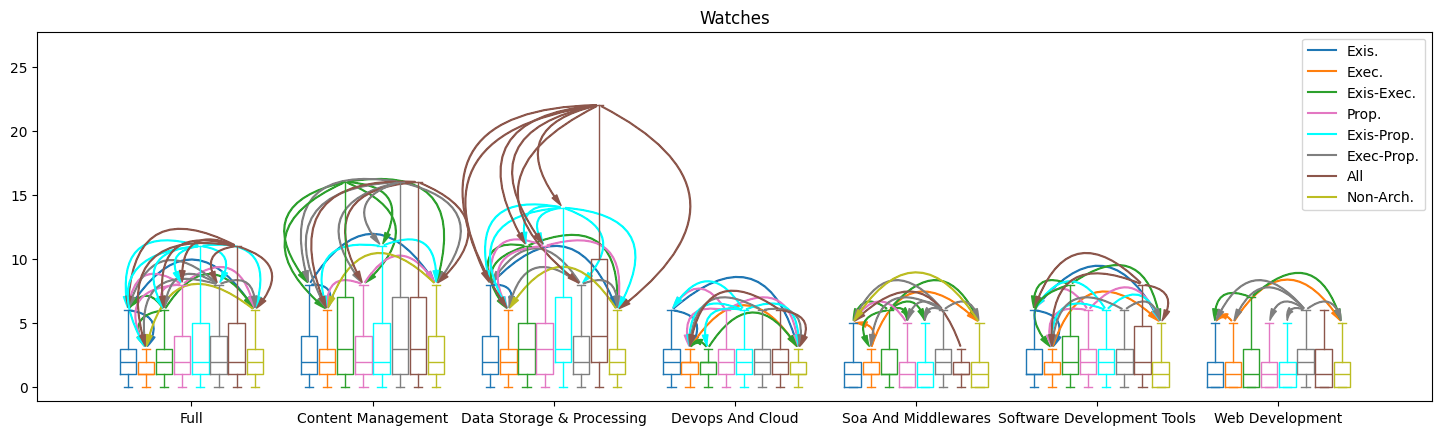 Watches
25
20
15
10
5
0
Exis.
Exec.
Exis-Exec.
Prop.
Exis-Prop.
Exec-Prop.
All
Non-Arch.
Full
Content Management
Data Storage & Processing
Devops And Cloud
Soa And Middlewares
Software Development Tools
Web Development